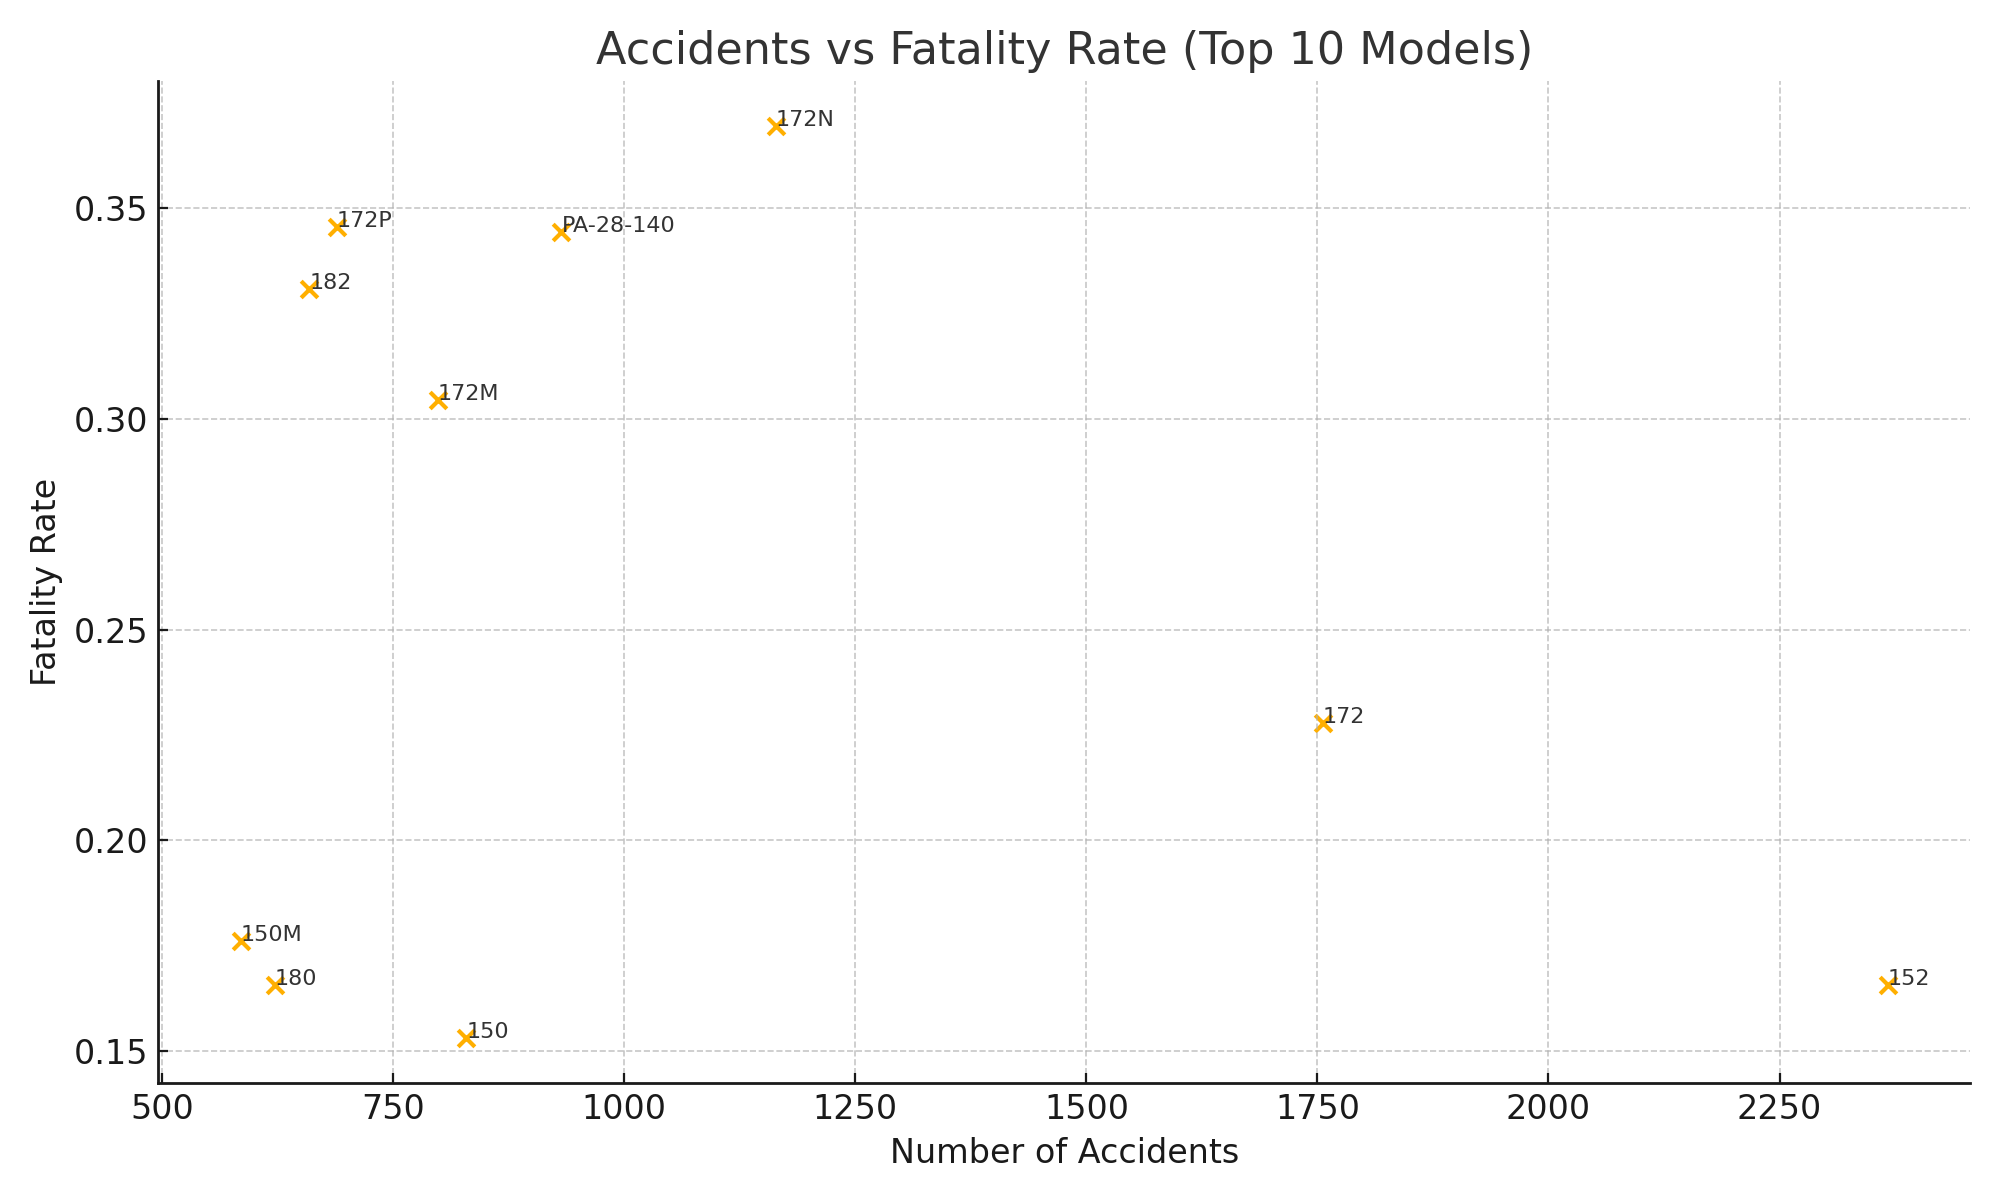 Accidents vs Fatality Rate (Top 10 Models)
172N
0.35
172P
PA-28-140
182
172M
0.30
Fatality Rate
0.25
172
0.20
150M
180
152
150
0.15
500 750 1000 1250 1500 1750 2000 2250
Number of Accidents